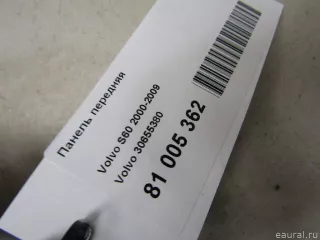 Панель передняя
Volvo S60 2000-2009
Volvo 30655380
81 005 362
eaural.ru